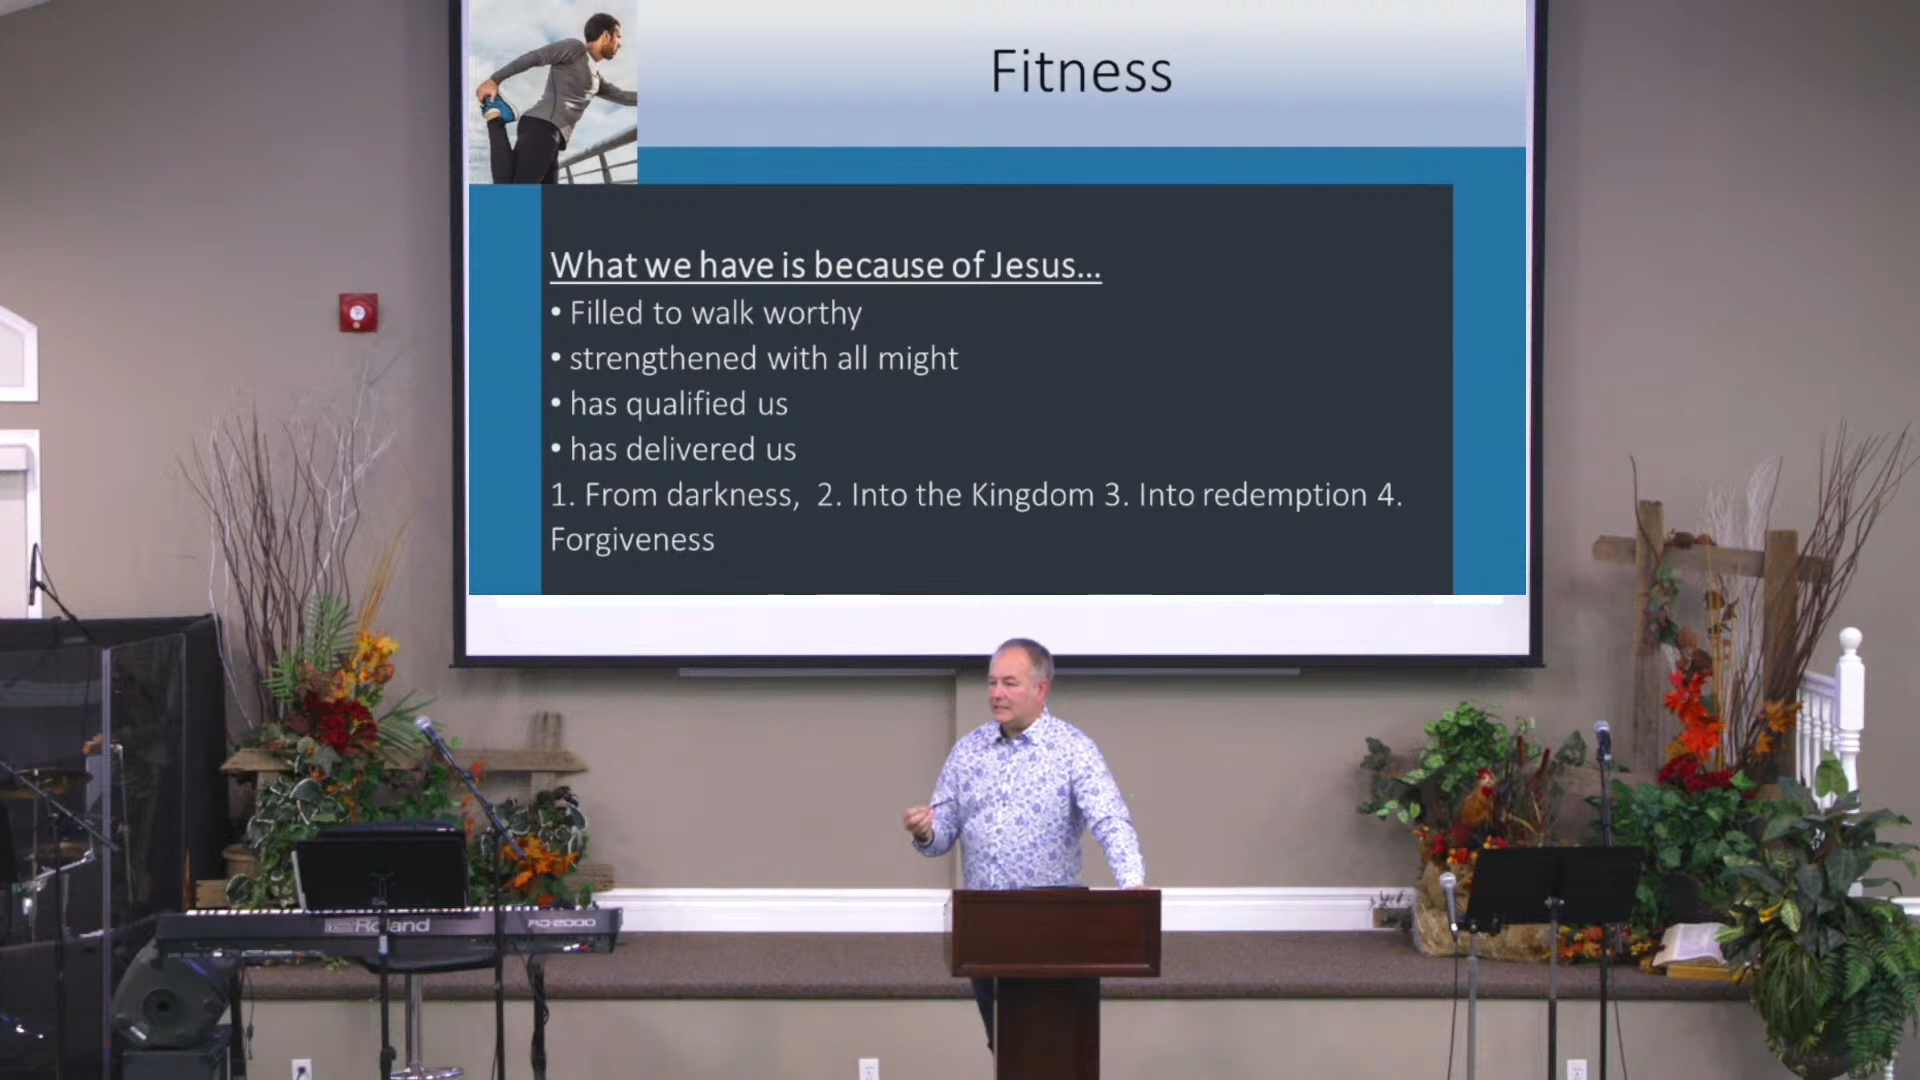 Fitness
What we have is because of Jesus...
• Filled to walk worthy
• strengthened with all might
• has qualified us
• has delivered us
1. From darkness,  2. Into the Kingdom 3. Into redemption 4.
Forgiveness
Roland
RD-2000